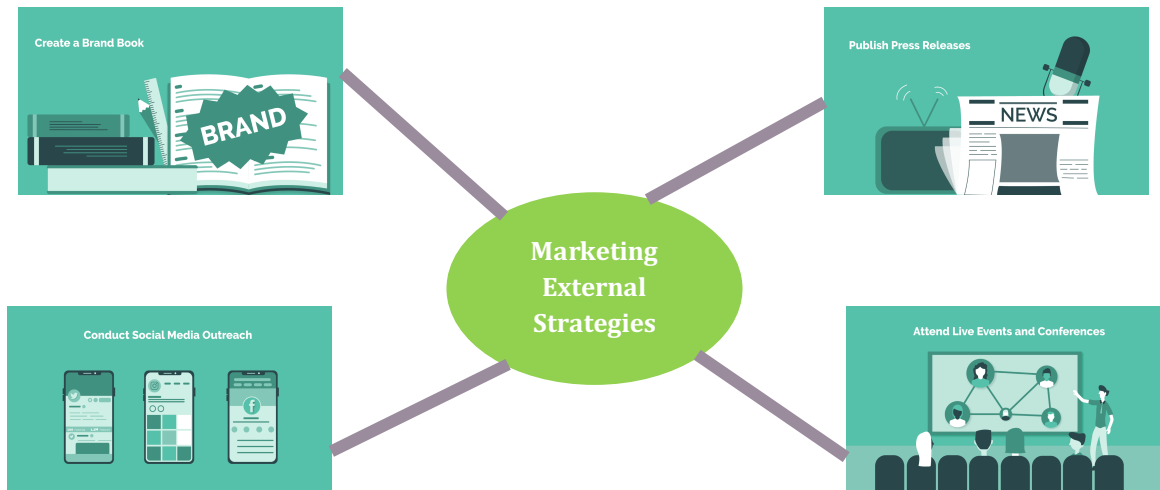 Create a Brand Book
BRAND
Publish Press Releases
NEWS
Marketing
External
Strategies
Conduct Social Media Outreach
Attend Live Events and Conferences